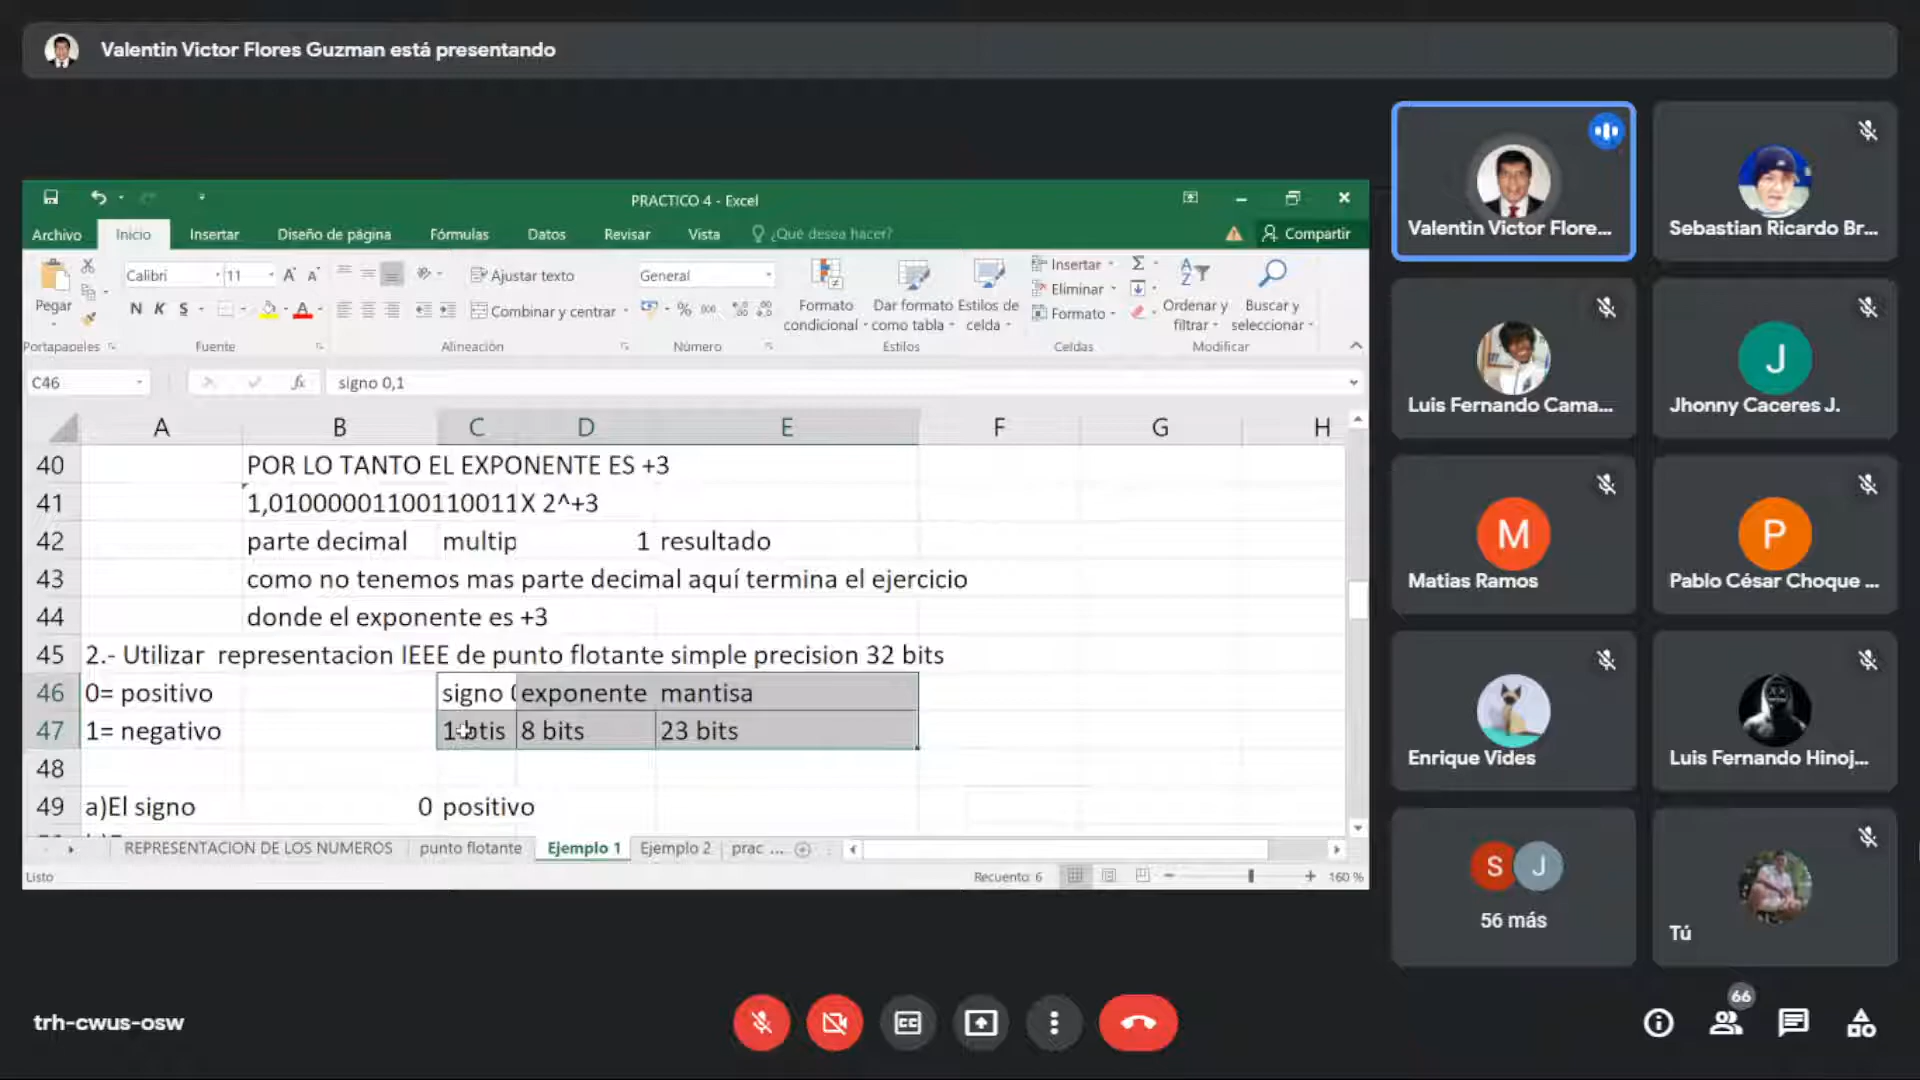 Valentin Victor Flores Guzman está presentando
PRACTICO 4 - Excel
Archivo Inicio Insertar Diseño de página Fórmulas Datos Revisar Vista ¿Qué desea hacer? Compartir
Pegar
Calibri 11
N K S
Ajustar texto
Combinar y centrar
General
% 000
Formato condicional
Dar formato como tabla
Estilos de celda
Insertar
Eliminar
Formato
Ordenar y filtrar
Buscar y seleccionar
Portapapeles Fuente Alineación Número Estilos Celdas Modificar
C46 fx signo 0,1
A B C D E F G H
40 POR LO TANTO EL EXPONENTE ES +3
41 1,01000001100110011X 2^+3
42 parte decimal multip 1 resultado
43 como no tenemos mas parte decimal aquí termina el ejercicio
44 donde el exponente es +3
45 2.- Utilizar representacion IEEE de punto flotante simple precision 32 bits
46 0= positivo signo exponente mantisa
47 1= negativo 1 btis 8 bits 23 bits
48
49 a)El signo 0 positivo
REPRESENTACION DE LOS NUMEROS punto flotante Ejemplo 1 Ejemplo 2 prac ...
Listo Recuento: 6 160 %
Valentin Victor Flore...
Sebastian Ricardo Br...
Luis Fernando Cama...
J
Jhonny Caceres J.
M
Matias Ramos
P
Pablo César Choque ...
Enrique Vides
Luis Fernando Hinoj...
S J
56 más
Tú
trh-cwus-osw
CC
66